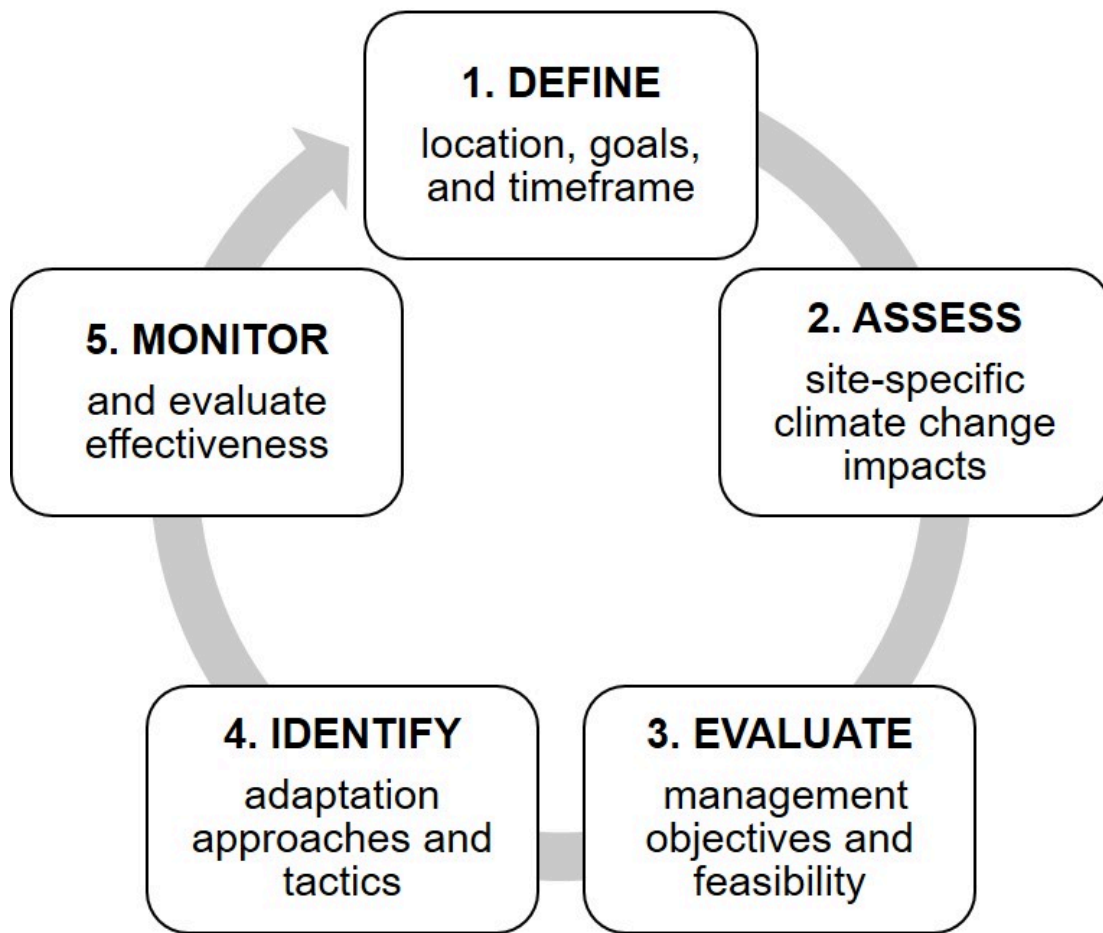 1. DEFINE
location, goals,
and timeframe
2. ASSESS
site-specific
climate change
impacts
3. EVALUATE
management
objectives and
feasibility
4. IDENTIFY
adaptation
approaches and
tactics
5. MONITOR
and evaluate
effectiveness